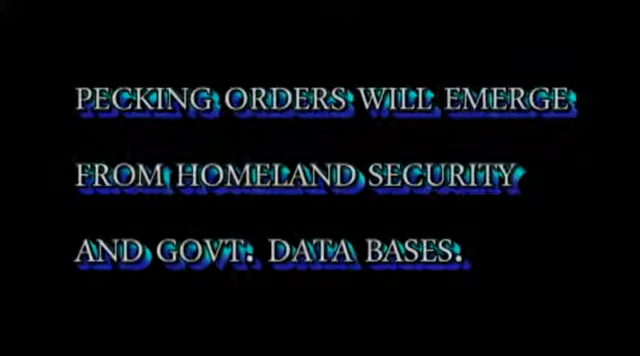 PECKING ORDERS WILL EMERGE
FROM HOMELAND SECURITY
AND GOVT. DATA BASES.